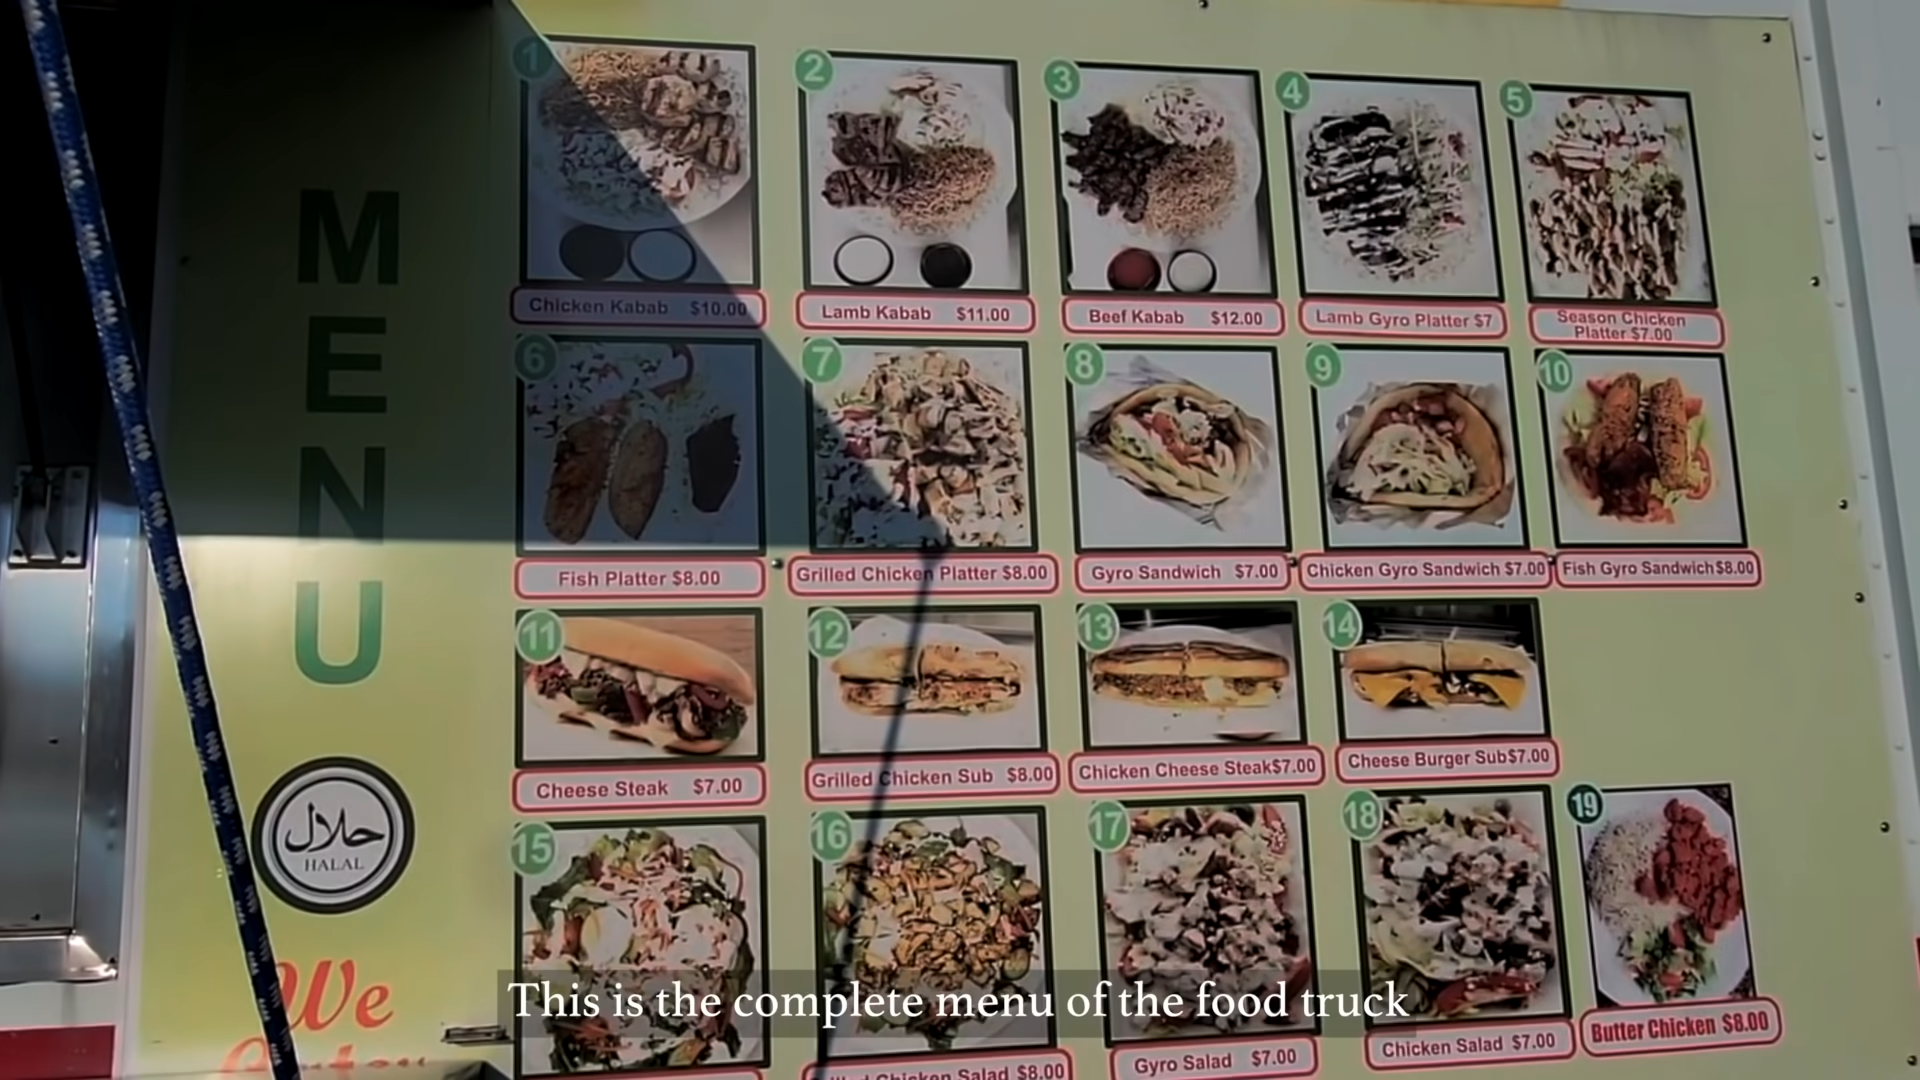 MENU
1
2
3
4
5
Chicken Kabab $10.00
Lamb Kabab $11.00
Beef Kabab $12.00
Lamb Gyro Platter $7
Season Chicken
Platter $7.00
6
7
8
9
10
Fish Platter $8.00
Grilled Chicken Platter $8.00
Gyro Sandwich $7.00
Chicken Gyro Sandwich $7.00
Fish Gyro Sandwich $8.00
11
12
13
14
Cheese Steak $7.00
Grilled Chicken Sub $8.00
Chicken Cheese Steak $7.00
Cheese Burger Sub $7.00
15
16
17
18
19
Chicken Salad $8.00
Gyro Salad $7.00
Chicken Salad $7.00
Butter Chicken $8.00
حلال
HALAL
We
This is the complete menu of the food truck